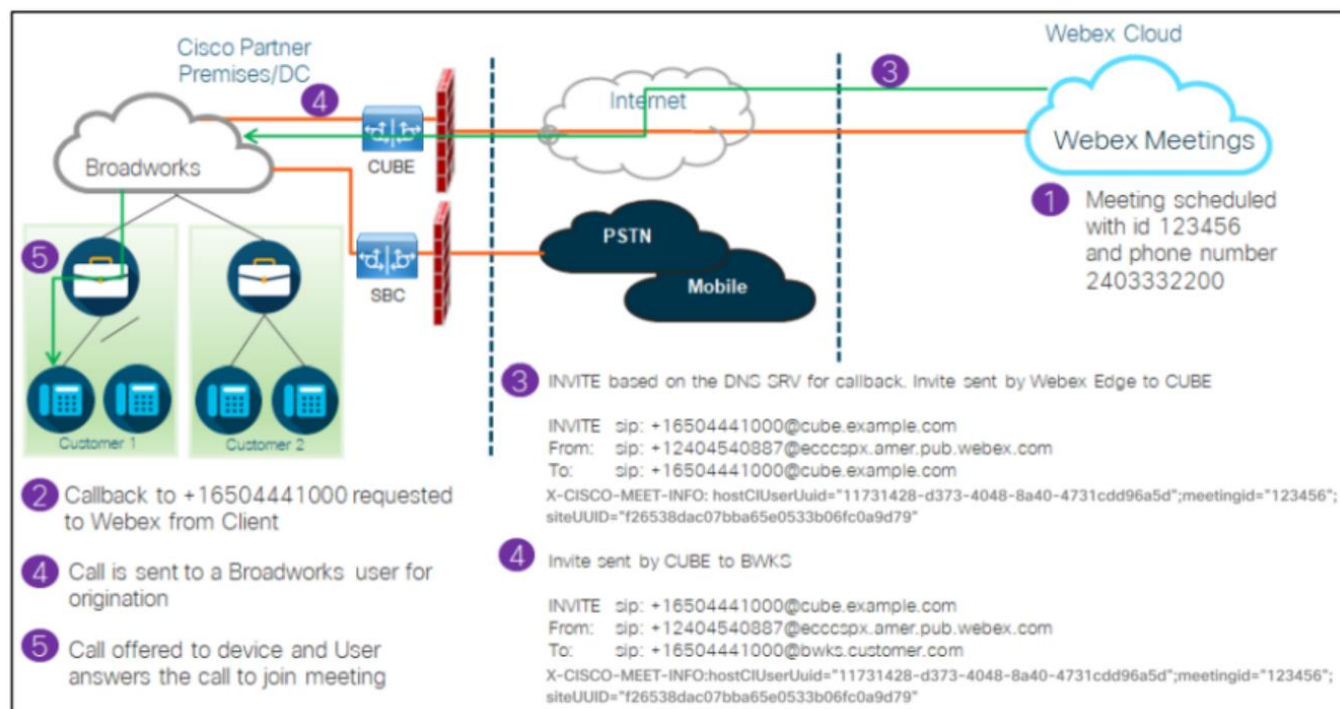 Cisco Partner
Premises/DC
Webex Cloud
4
3
Internet
Broadworks
CUBE
Webex Meetings
1
Meeting scheduled
with id 123456
and phone number
2403332200
5
SBC
PSTN
Mobile
Customer 1
Customer 2
3 INVITE based on the DNS SRV for callback. Invite sent by Webex Edge to CUBE
INVITE sip: +16504441000@cube.example.com
From: sip: +12404540887@ecccspx.amer.pub.webex.com
To: sip: +16504441000@cube.example.com
X-CISCO-MEET-INFO: hostCIUserUuid="11731428-d373-4048-8a40-4731cdd96a5d";meetingid="123456";
siteUUID="f26538dac07bba65e0533b06fc0a9d79"
2 Callback to +16504441000 requested
to Webex from Client
4 Call is sent to a Broadworks user for
origination
5 Call offered to device and User
answers the call to join meeting
4 Invite sent by CUBE to BWKS
INVITE sip: +16504441000@cube.example.com
From: sip: +12404540887@ecccspx.amer.pub.webex.com
To: sip: +16504441000@bwks.customer.com
X-CISCO-MEET-INFO:hostCIUserUuid="11731428-d373-4048-8a40-4731cdd96a5d";meetingid="123456";
siteUUID="f26538dac07bba65e0533b06fc0a9d79"